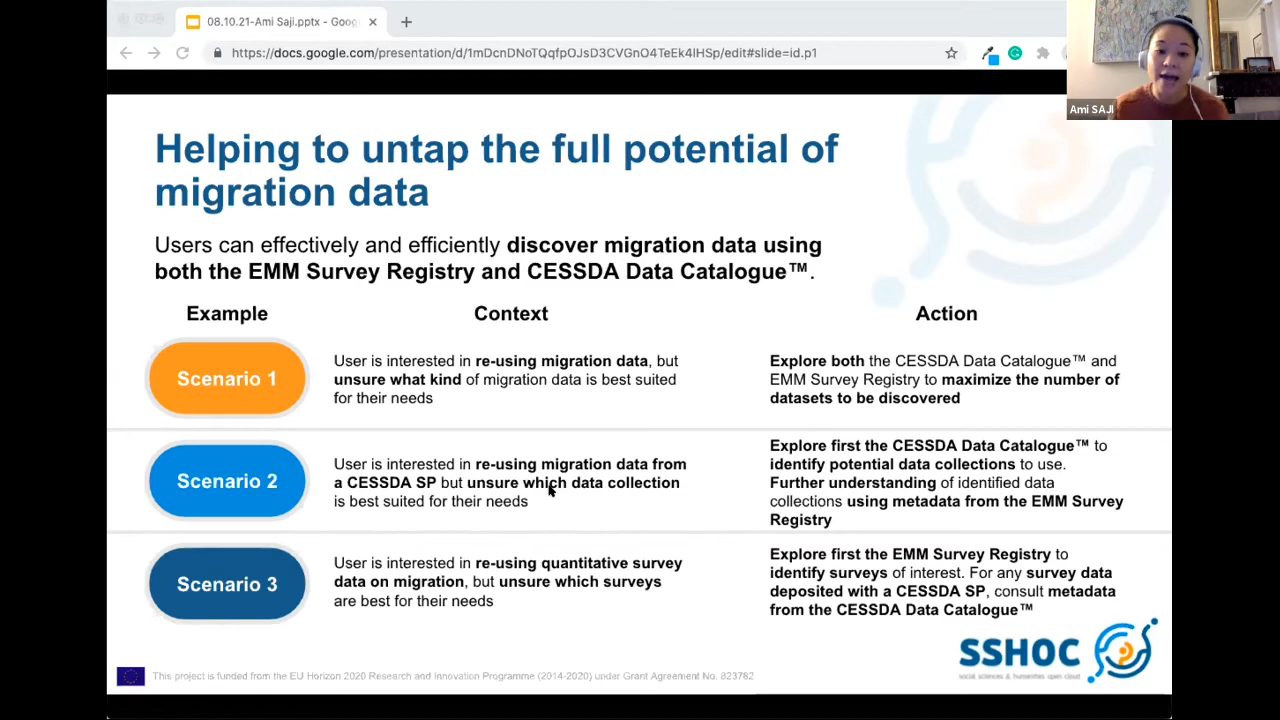 08.10.21-Ami Saji.pptx - Goog
https://docs.google.com/presentation/d/1mDcnDNoTQqfpOJsD3CVGnO4TeEk4IHSp/edit#slide=id.p1
Ami SAJI
Helping to untap the full potential of
migration data
Users can effectively and efficiently discover migration data using
both the EMM Survey Registry and CESSDA Data Catalogue™.
Example Context Action
Scenario 1
User is interested in re-using migration data, but
unsure what kind of migration data is best suited
for their needs
Explore both the CESSDA Data Catalogue™ and
EMM Survey Registry to maximize the number of
datasets to be discovered
Scenario 2
User is interested in re-using migration data from
a CESSDA SP but unsure which data collection
is best suited for their needs
Explore first the CESSDA Data Catalogue™ to
identify potential data collections to use.
Further understanding of identified data
collections using metadata from the EMM Survey
Registry
Scenario 3
User is interested in re-using quantitative survey
data on migration, but unsure which surveys
are best for their needs
Explore first the EMM Survey Registry to
identify surveys of interest. For any survey data
deposited with a CESSDA SP, consult metadata
from the CESSDA Data Catalogue™
SSHOC
social sciences & humanities open cloud
This project is funded from the EU Horizon 2020 Research and Innovation Programme (2014-2020) under Grant Agreement No. 823782